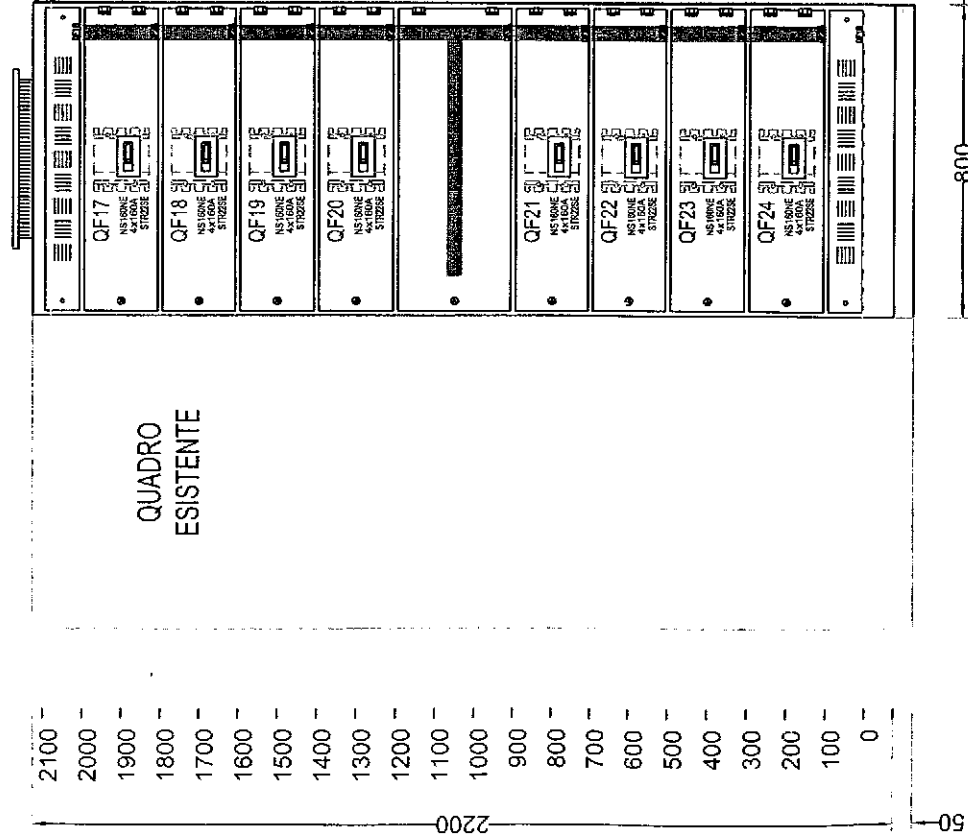 QUADRO
ESISTENTE
QF17
NS160NE
4x160A
STR22SE
QF18
NS160NE
4x160A
STR22SE
QF19
NS160NE
4x160A
STR22SE
QF20
NS160NE
4x160A
STR22SE
QF21
NS160NE
4x160A
STR22SE
QF22
NS160NE
4x160A
STR22SE
QF23
NS160NE
4x160A
STR22SE
QF24
NS160NE
4x160A
STR22SE
2100
2000
1900
1800
1700
1600
1500
1400
1300
1200
1100
1000
900
800
700
600
500
400
300
200
100
0
2200
50
800